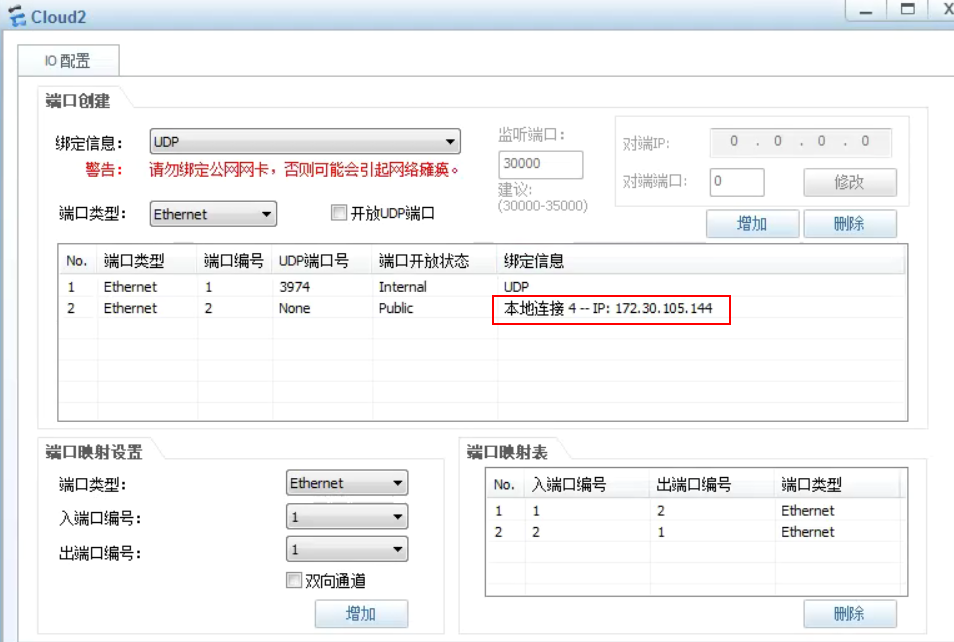 Cloud2
IO 配置
端口创建
绑定信息: UDP
警告: 请勿绑定公网网卡，否则可能会引起网络瘫痪。
端口类型: Ethernet 开放UDP端口
监听端口:
30000
建议:
(30000-35000)
对端IP: 0 . 0 . 0 . 0
对端端口: 0 修改
增加 删除
No. 端口类型 端口编号 UDP端口号 端口开放状态 绑定信息
1 Ethernet 1 3974 Internal UDP
2 Ethernet 2 None Public 本地连接 4 -- IP: 172.30.105.144
端口映射设置
端口类型: Ethernet
入端口编号: 1
出端口编号: 1
双向通道
增加
端口映射表
No. 入端口编号 出端口编号 端口类型
1 1 2 Ethernet
2 2 1 Ethernet
删除